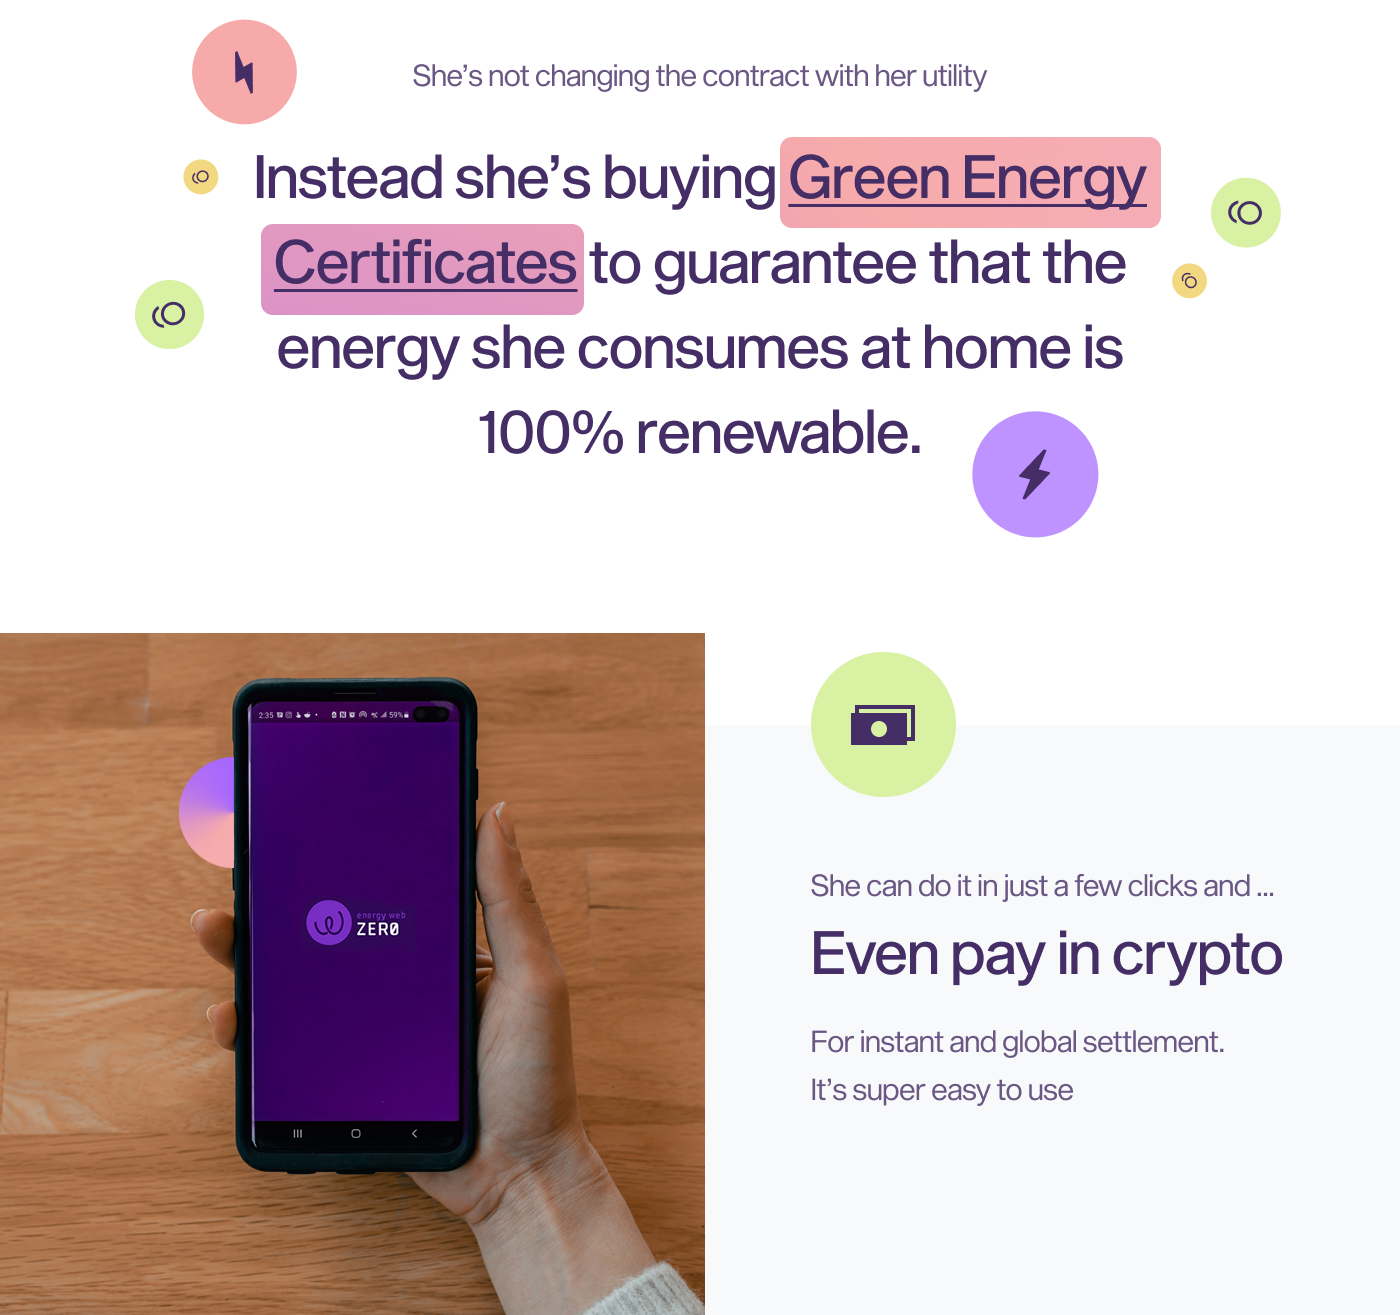 She’s not changing the contract with her utility
Instead she’s buying Green Energy
Certificates to guarantee that the
energy she consumes at home is
100% renewable.
2:35
59%
energy web
ZERO
She can do it in just a few clicks and ...
Even pay in crypto
For instant and global settlement.
It’s super easy to use